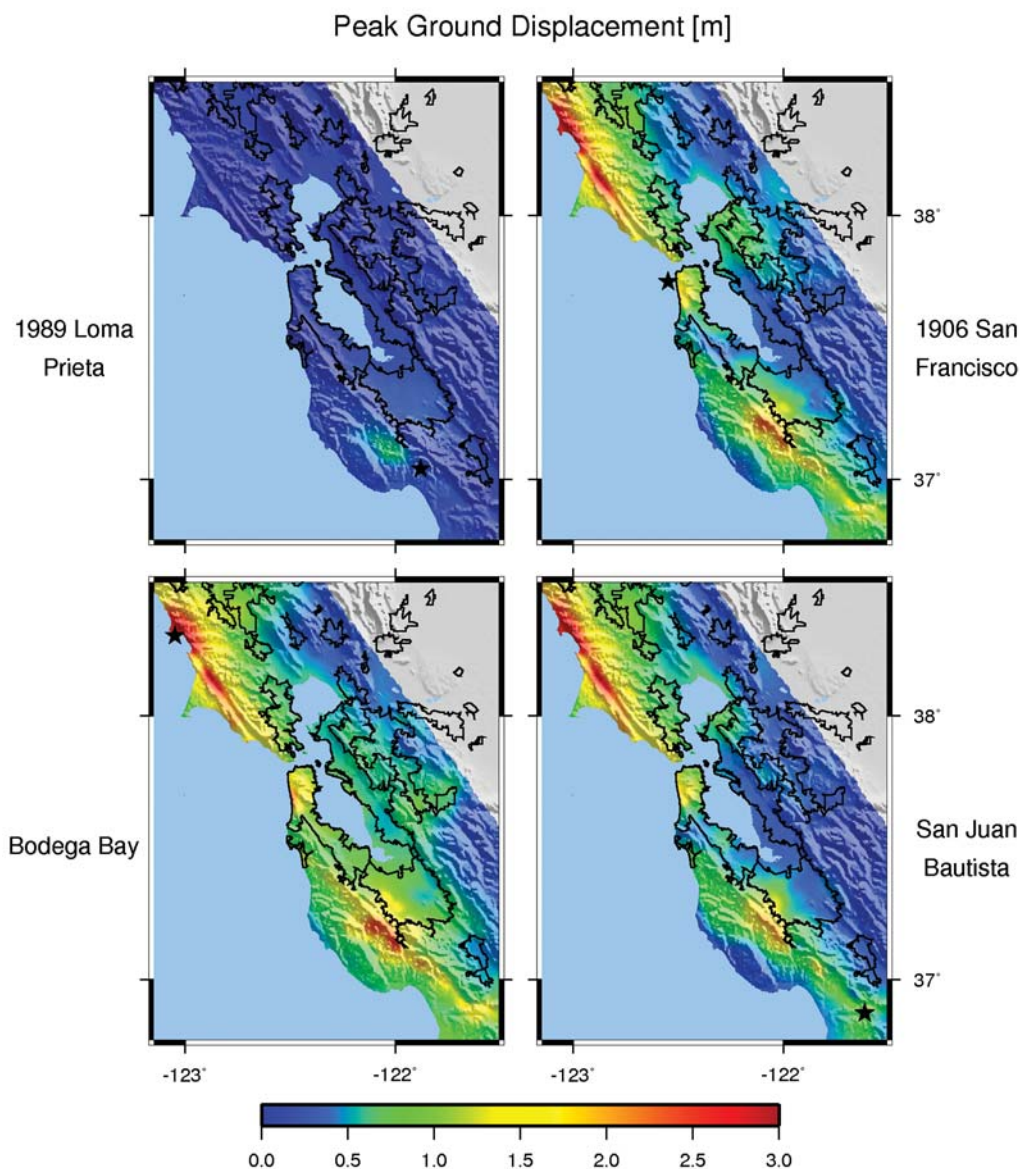 Peak Ground Displacement [m]
1989 Loma
Prieta
1906 San
Francisco
38˚
37˚
Bodega Bay
San Juan
Bautista
38˚
37˚
-123˚
-122˚
-123˚
-122˚
0.0
0.5
1.0
1.5
2.0
2.5
3.0